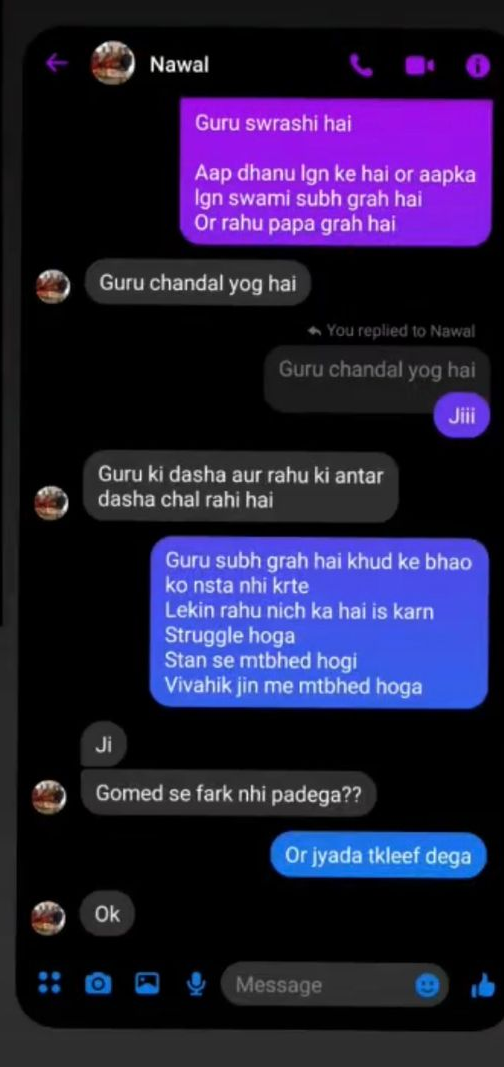 Nawal
Guru swrashi hai
Aap dhanu lgn ke hai or aapka
lgn swami subh grah hai
Or rahu papa grah hai
Guru chandal yog hai
You replied to Nawal
Guru chandal yog hai
Jiii
Guru ki dasha aur rahu ki antar
dasha chal rahi hai
Guru subh grah hai khud ke bhao
ko nsta nhi krte
Lekin rahu nich ka hai is karn
Struggle hoga
Stan se mtbhed hogi
Vivahik jin me mtbhed hoga
Ji
Gomed se fark nhi padega??
Or jyada tkleef dega
Ok
Message